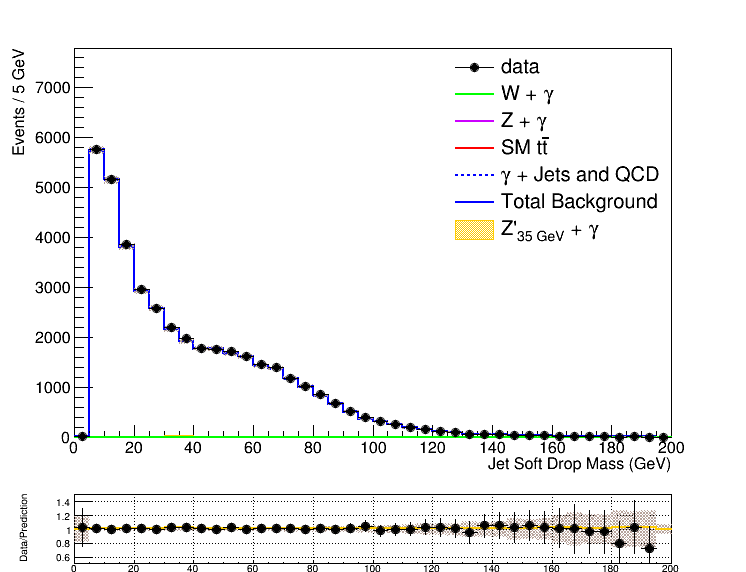 Events / 5 GeV
7000
6000
5000
4000
3000
2000
1000
0
0 20 40 60 80 100 120 140 160 180 200
Jet Soft Drop Mass (GeV)
data
W + γ
Z + γ
SM tt̄
γ + Jets and QCD
Total Background
Z'35 GeV + γ
Data/Prediction
1.4
1.2
1
0.8
0.6
0 20 40 60 80 100 120 140 160 180 200